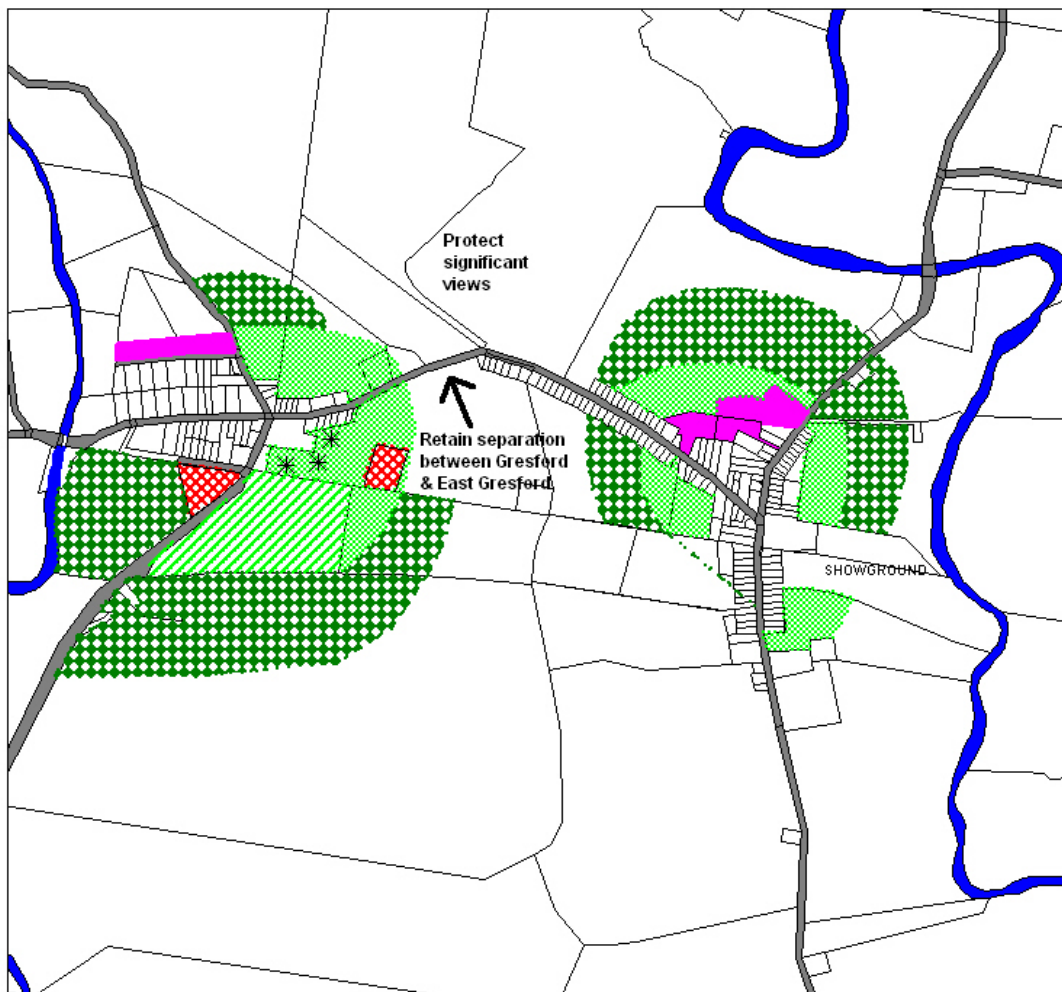 Protect
significant
views
Retain separation
between Gresford
& East Gresford
SHOWGROUND